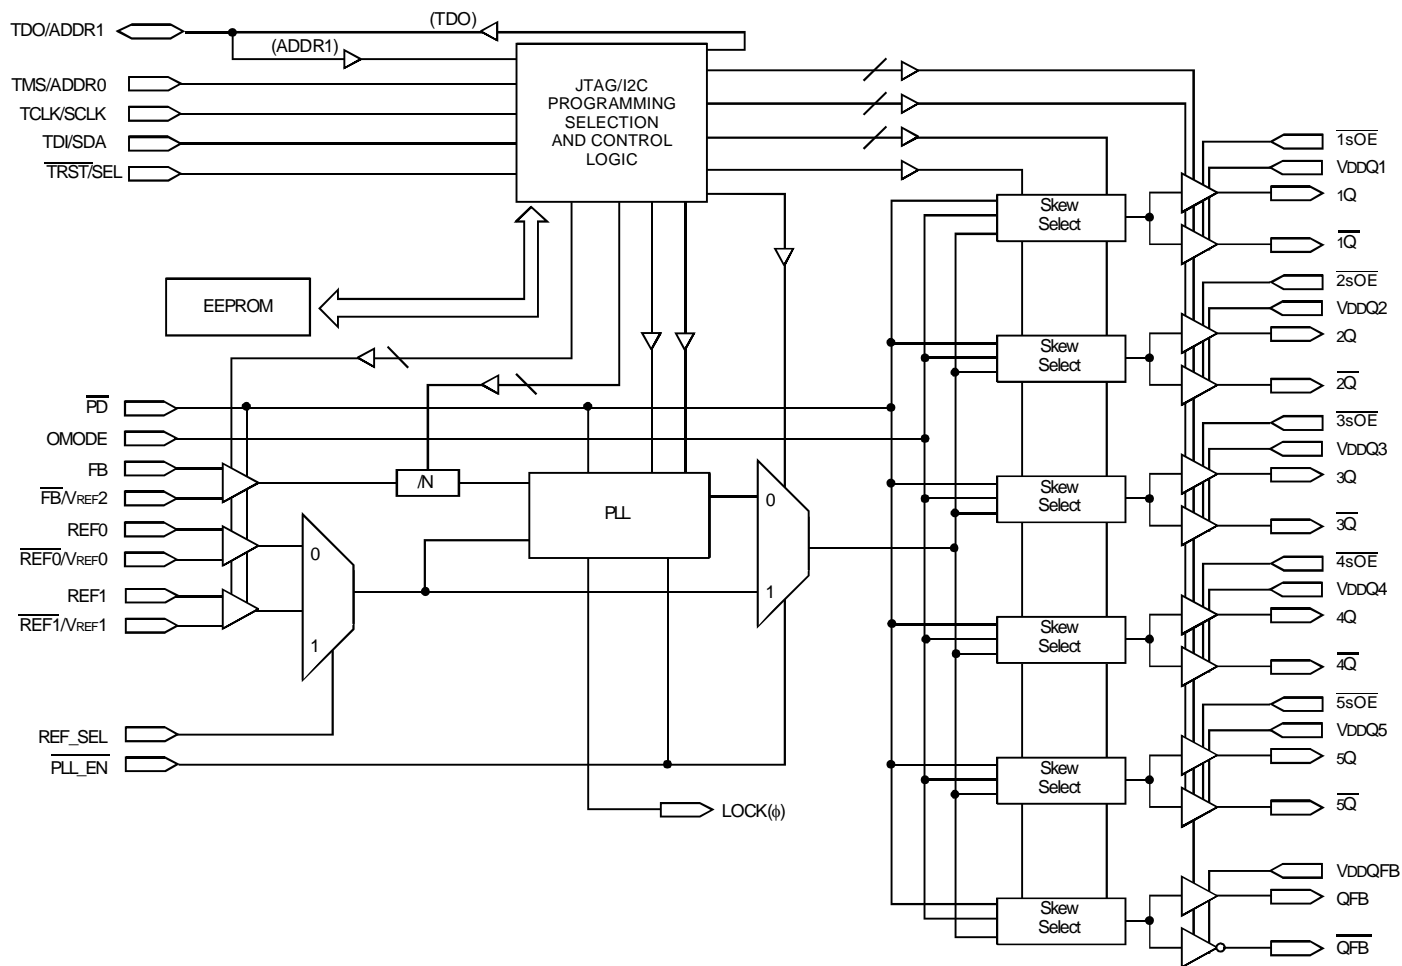 TDO/ADDR1
(TDO)
(ADDR1)
TMS/ADDR0
TCLK/SCLK
TDI/SDA
TRST/SEL
JTAG/I2C
PROGRAMMING
SELECTION
AND CONTROL
LOGIC
EEPROM
PD
OMODE
FB
FB/VREF2
REF0
REF0/VREF0
REF1
REF1/VREF1
REF_SEL
PLL_EN
0
1
/N
PLL
0
1
LOCK(ϕ)
Skew
Select
1sOE
VDDQ1
1Q
1Q
Skew
Select
2sOE
VDDQ2
2Q
2Q
Skew
Select
3sOE
VDDQ3
3Q
3Q
Skew
Select
4sOE
VDDQ4
4Q
4Q
Skew
Select
5sOE
VDDQ5
5Q
5Q
Skew
Select
VDDQFB
QFB
QFB